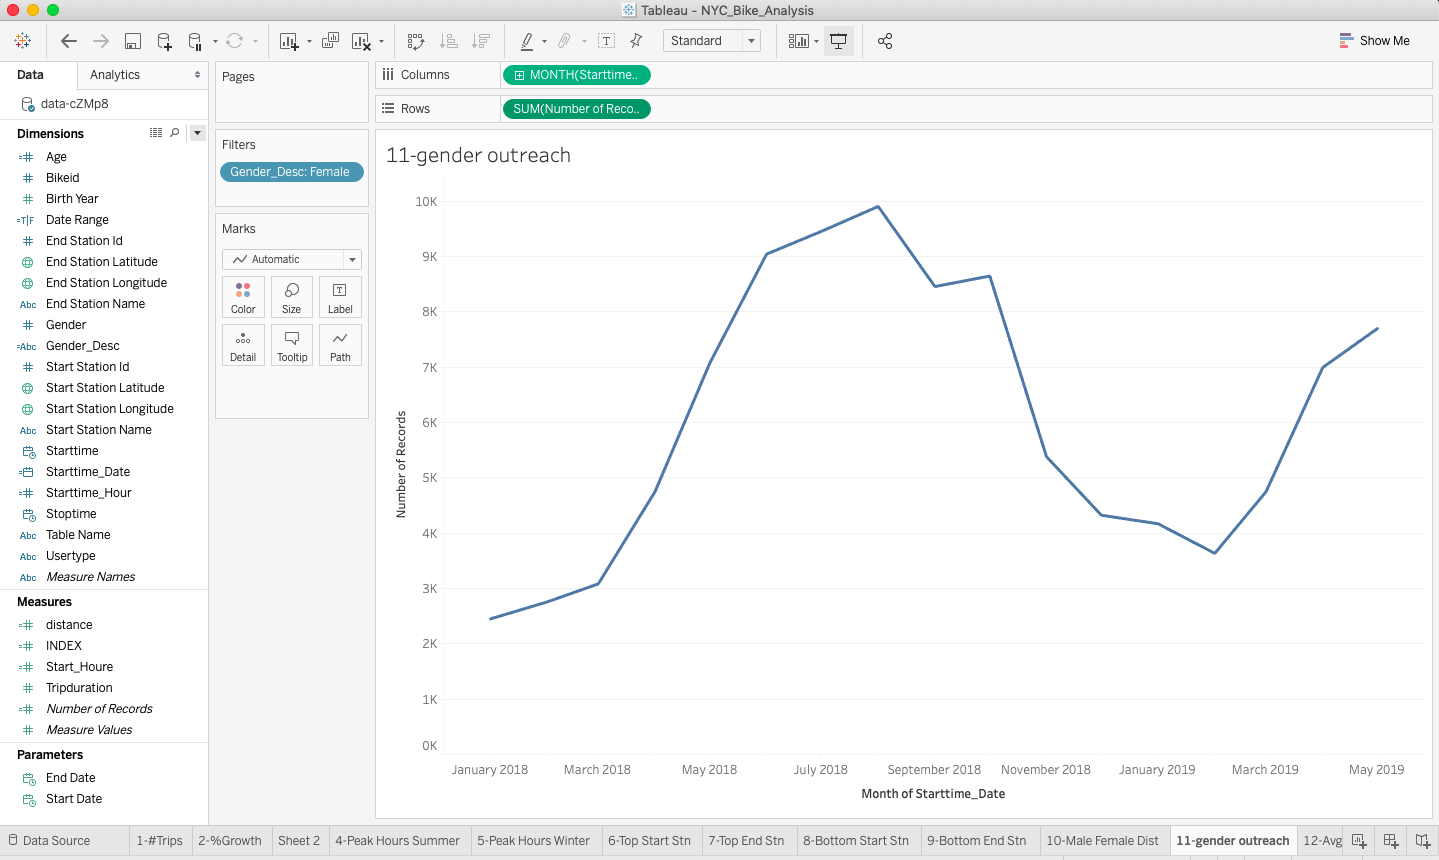 Tableau - NYC_Bike_Analysis
Standard
Show Me
Data
Analytics
data-cZMp8
Dimensions
=# Age
# Bikeid
# Birth Year
=T|F Date Range
# End Station Id
End Station Latitude
End Station Longitude
Abc End Station Name
# Gender
=Abc Gender_Desc
# Start Station Id
Start Station Latitude
Start Station Longitude
Abc Start Station Name
Starttime
Starttime_Date
=# Starttime_Hour
Stoptime
Abc Table Name
Abc Usertype
Abc Measure Names
Measures
=# distance
=# INDEX
=# Start_Houre
# Tripduration
=# Number of Records
# Measure Values
Parameters
End Date
Start Date
Pages
Filters
Gender_Desc: Female
Marks
Automatic
Color
Size
Label
Detail
Tooltip
Path
Columns
MONTH(Starttime..
Rows
SUM(Number of Reco..
11-gender outreach
10K
9K
8K
7K
6K
5K
4K
3K
2K
1K
0K
Number of Records
January 2018
March 2018
May 2018
July 2018
September 2018
November 2018
January 2019
March 2019
May 2019
Month of Starttime_Date
Data Source
1-#Trips
2-%Growth
Sheet 2
4-Peak Hours Summer
5-Peak Hours Winter
6-Top Start Stn
7-Top End Stn
8-Bottom Start Stn
9-Bottom End Stn
10-Male Female Dist
11-gender outreach
12-Avg